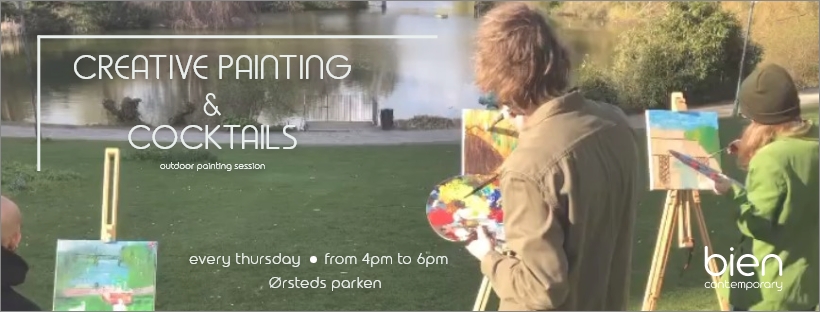 CREATIVE PAINTING
&
COCKTAILS
outdoor painting session
every thursday ● from 4pm to 6pm
Ørsteds parken
bien
contemporary